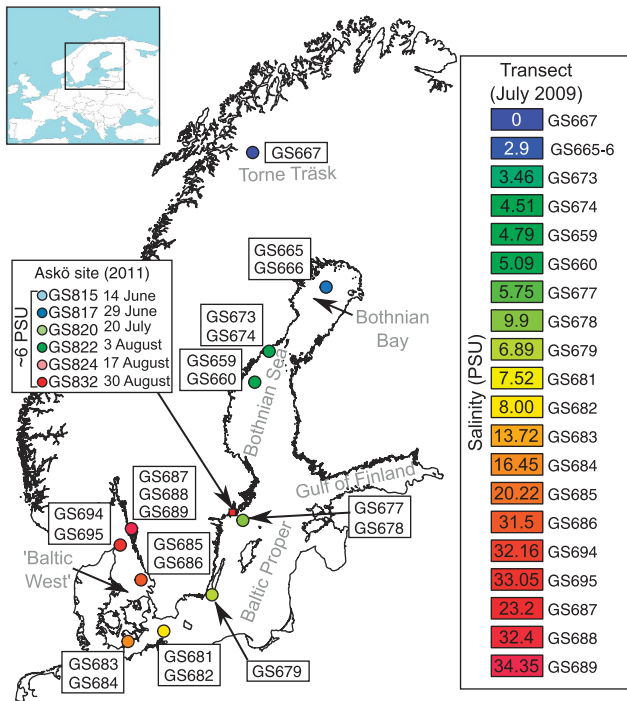 GS667
Torne Träsk
GS665
GS666
Askö site (2011)
~6 PSU
GS815 14 June
GS817 29 June
GS820 20 July
GS822 3 August
GS824 17 August
GS832 30 August
GS673
GS674
Bothnian
Bay
GS659
GS660
Bothnian Sea
Gulf of Finland
GS687
GS688
GS689
GS694
GS695
GS677
GS678
GS685
GS686
'Baltic
West'
Baltic Proper
GS683
GS684
GS681
GS682
GS679
Transect
(July 2009)
Salinity (PSU)
0 GS667
2.9 GS665-6
3.46 GS673
4.51 GS674
4.79 GS659
5.09 GS660
5.75 GS677
9.9 GS678
6.89 GS679
7.52 GS681
8.00 GS682
13.72 GS683
16.45 GS684
20.22 GS685
31.5 GS686
32.16 GS694
33.05 GS695
23.2 GS687
32.4 GS688
34.35 GS689